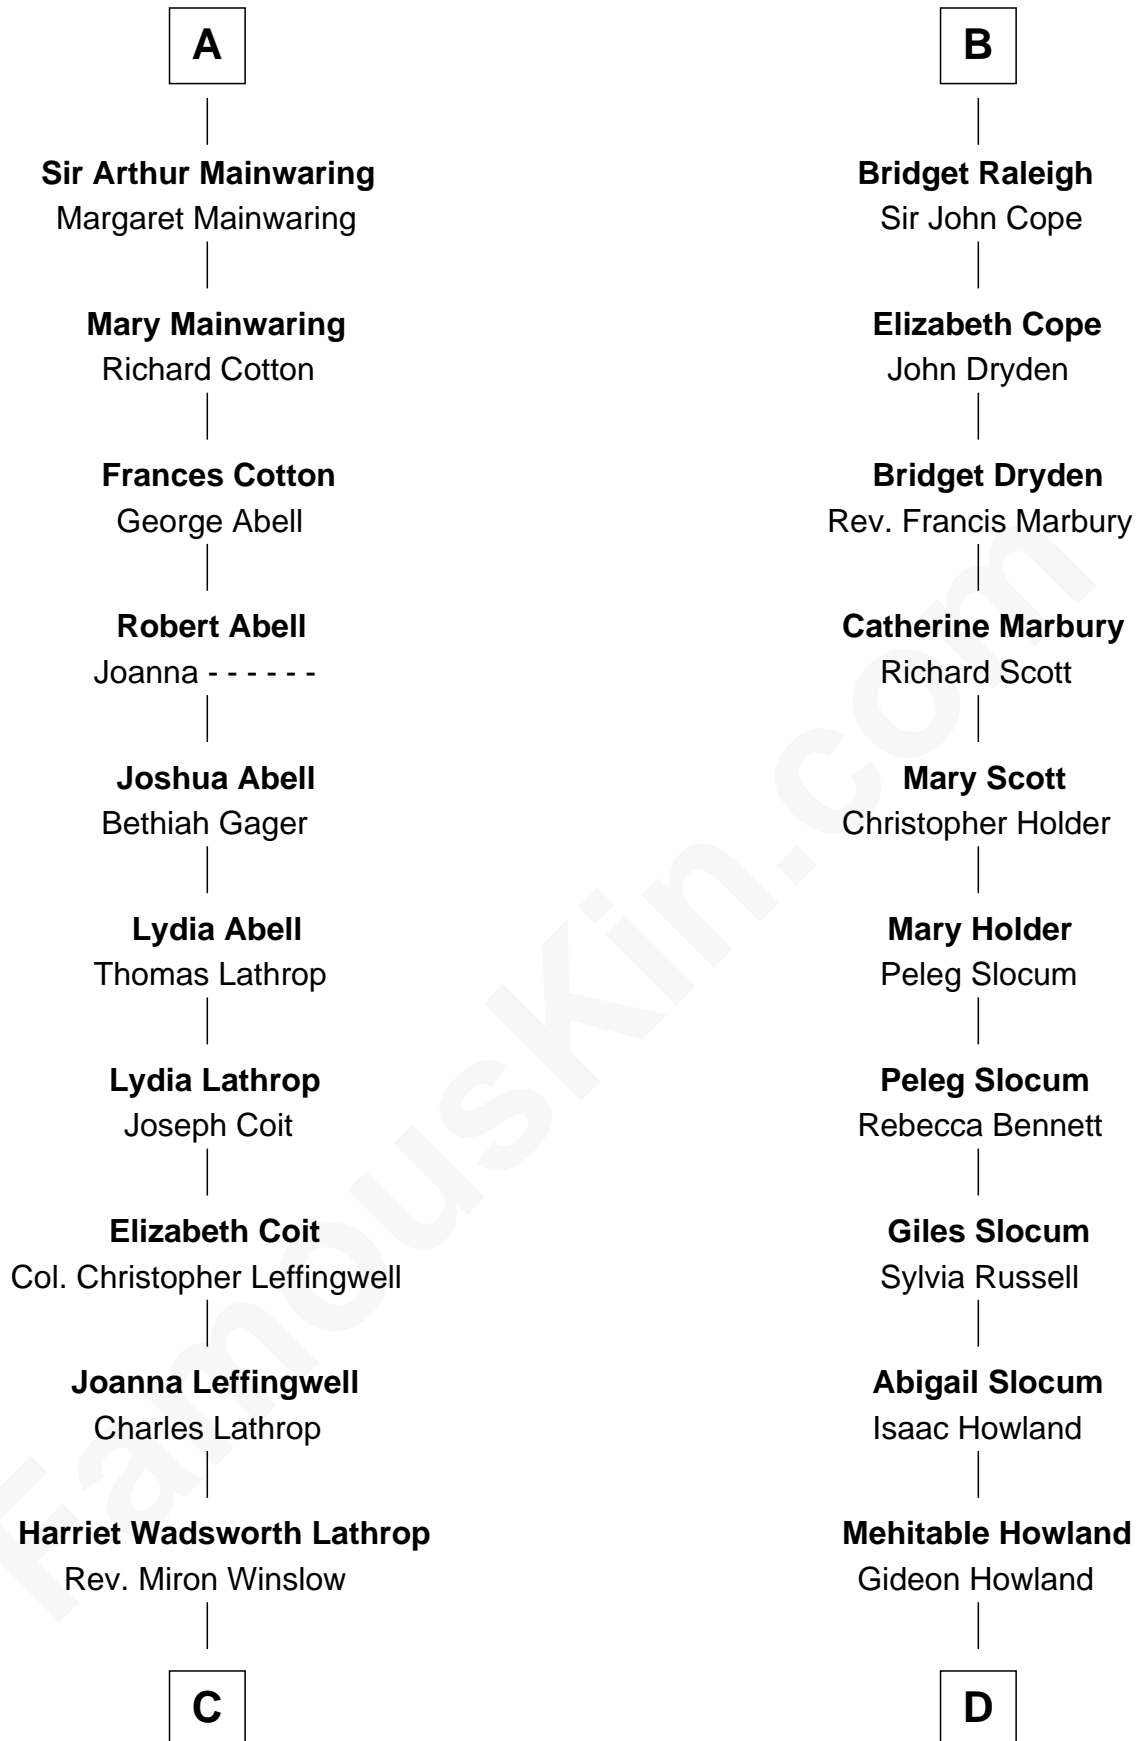 A
Sir Arthur Mainwaring
Margaret Mainwaring
Mary Mainwaring
Richard Cotton
Frances Cotton
George Abell
Robert Abell
Joanna - - - - - -
Joshua Abell
Bethiah Gager
Lydia Abell
Thomas Lathrop
Lydia Lathrop
Joseph Coit
Elizabeth Coit
Col. Christopher Leffingwell
Joanna Leffingwell
Charles Lathrop
Harriet Wadsworth Lathrop
Rev. Miron Winslow
C
B
Bridget Raleigh
Sir John Cope
Elizabeth Cope
John Dryden
Bridget Dryden
Rev. Francis Marbury
Catherine Marbury
Richard Scott
Mary Scott
Christopher Holder
Mary Holder
Peleg Slocum
Peleg Slocum
Rebecca Bennett
Giles Slocum
Sylvia Russell
Abigail Slocum
Isaac Howland
Mehitable Howland
Gideon Howland
D
FamousKin.com